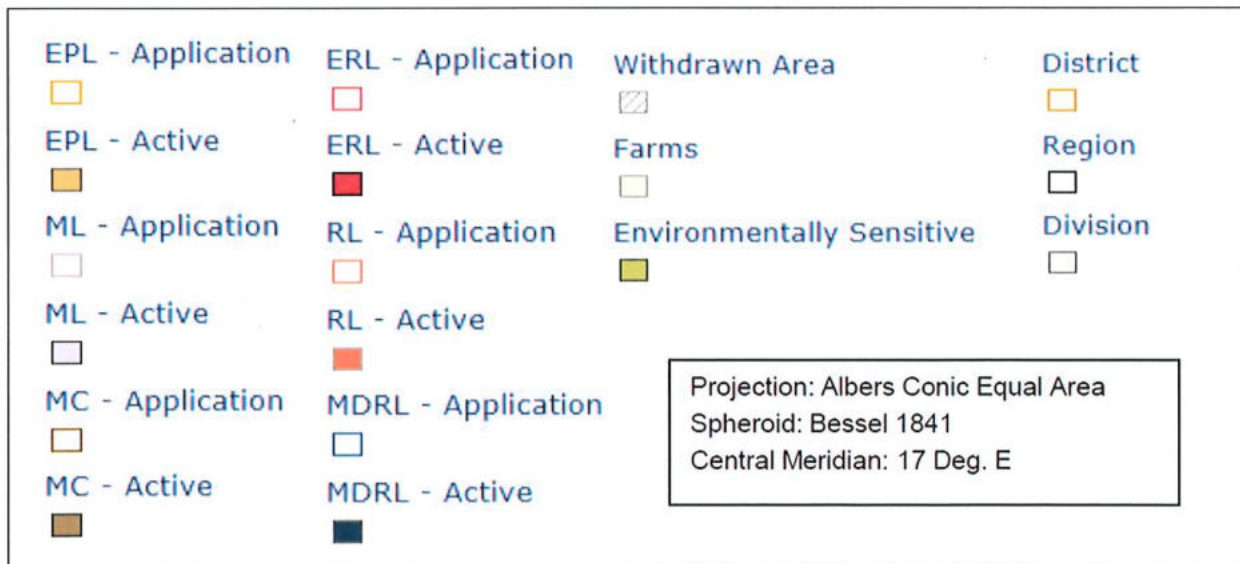 EPL - Application
EPL - Active
ML - Application
ML - Active
MC - Application
MC - Active
ERL - Application
ERL - Active
RL - Application
RL - Active
MDRL - Application
MDRL - Active
Withdrawn Area
Farms
Environmentally Sensitive
District
Region
Division
Projection: Albers Conic Equal Area
Spheroid: Bessel 1841
Central Meridian: 17 Deg. E